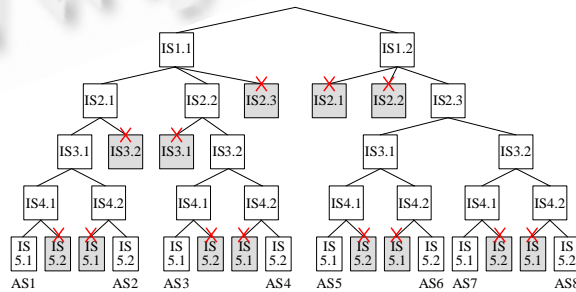 IS1.1 IS1.2
IS2.1 IS2.2 IS2.3 IS2.1 IS2.2 IS2.3
IS3.1 IS3.2 IS3.1 IS3.2 IS3.1 IS3.2
IS4.1 IS4.2 IS4.1 IS4.2 IS4.1 IS4.2 IS4.1 IS4.2
IS IS IS IS IS IS IS IS IS IS IS IS IS IS IS IS
5.1 5.2 5.1 5.2 5.1 5.2 5.1 5.2 5.1 5.2 5.1 5.2 5.1 5.2 5.1 5.2
AS1 AS2 AS3 AS4 AS5 AS6 AS7 AS8